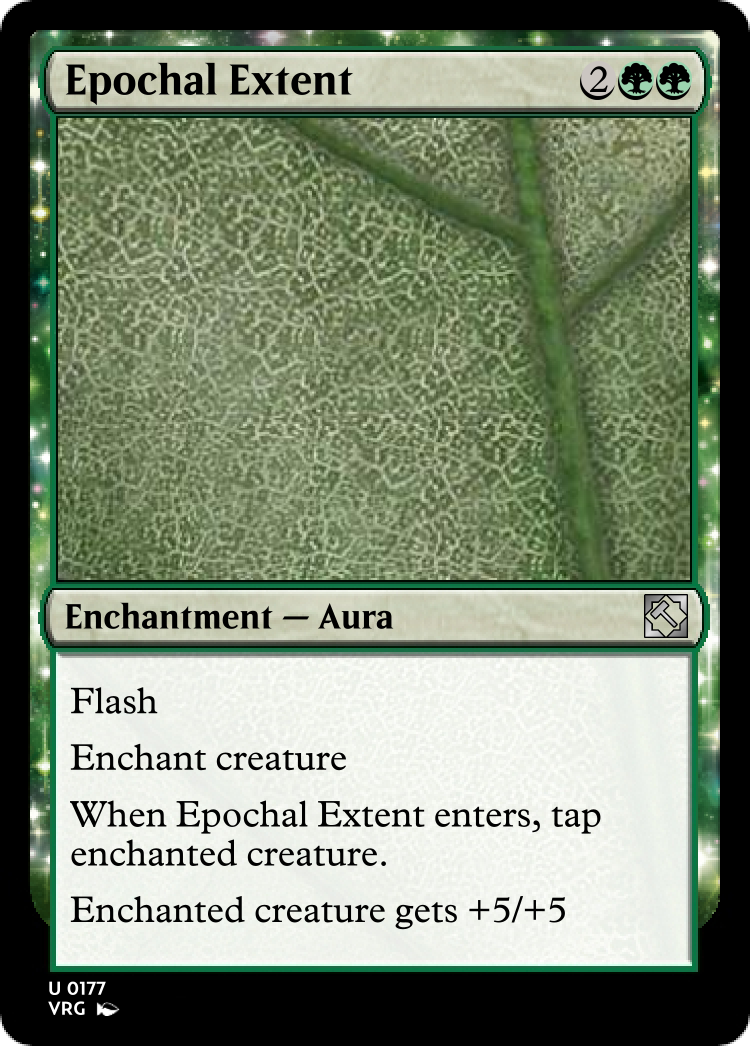 Epochal Extent 2
Enchantment — Aura
Flash
Enchant creature
When Epochal Extent enters, tap
enchanted creature.
Enchanted creature gets +5/+5
U 0177
VRG